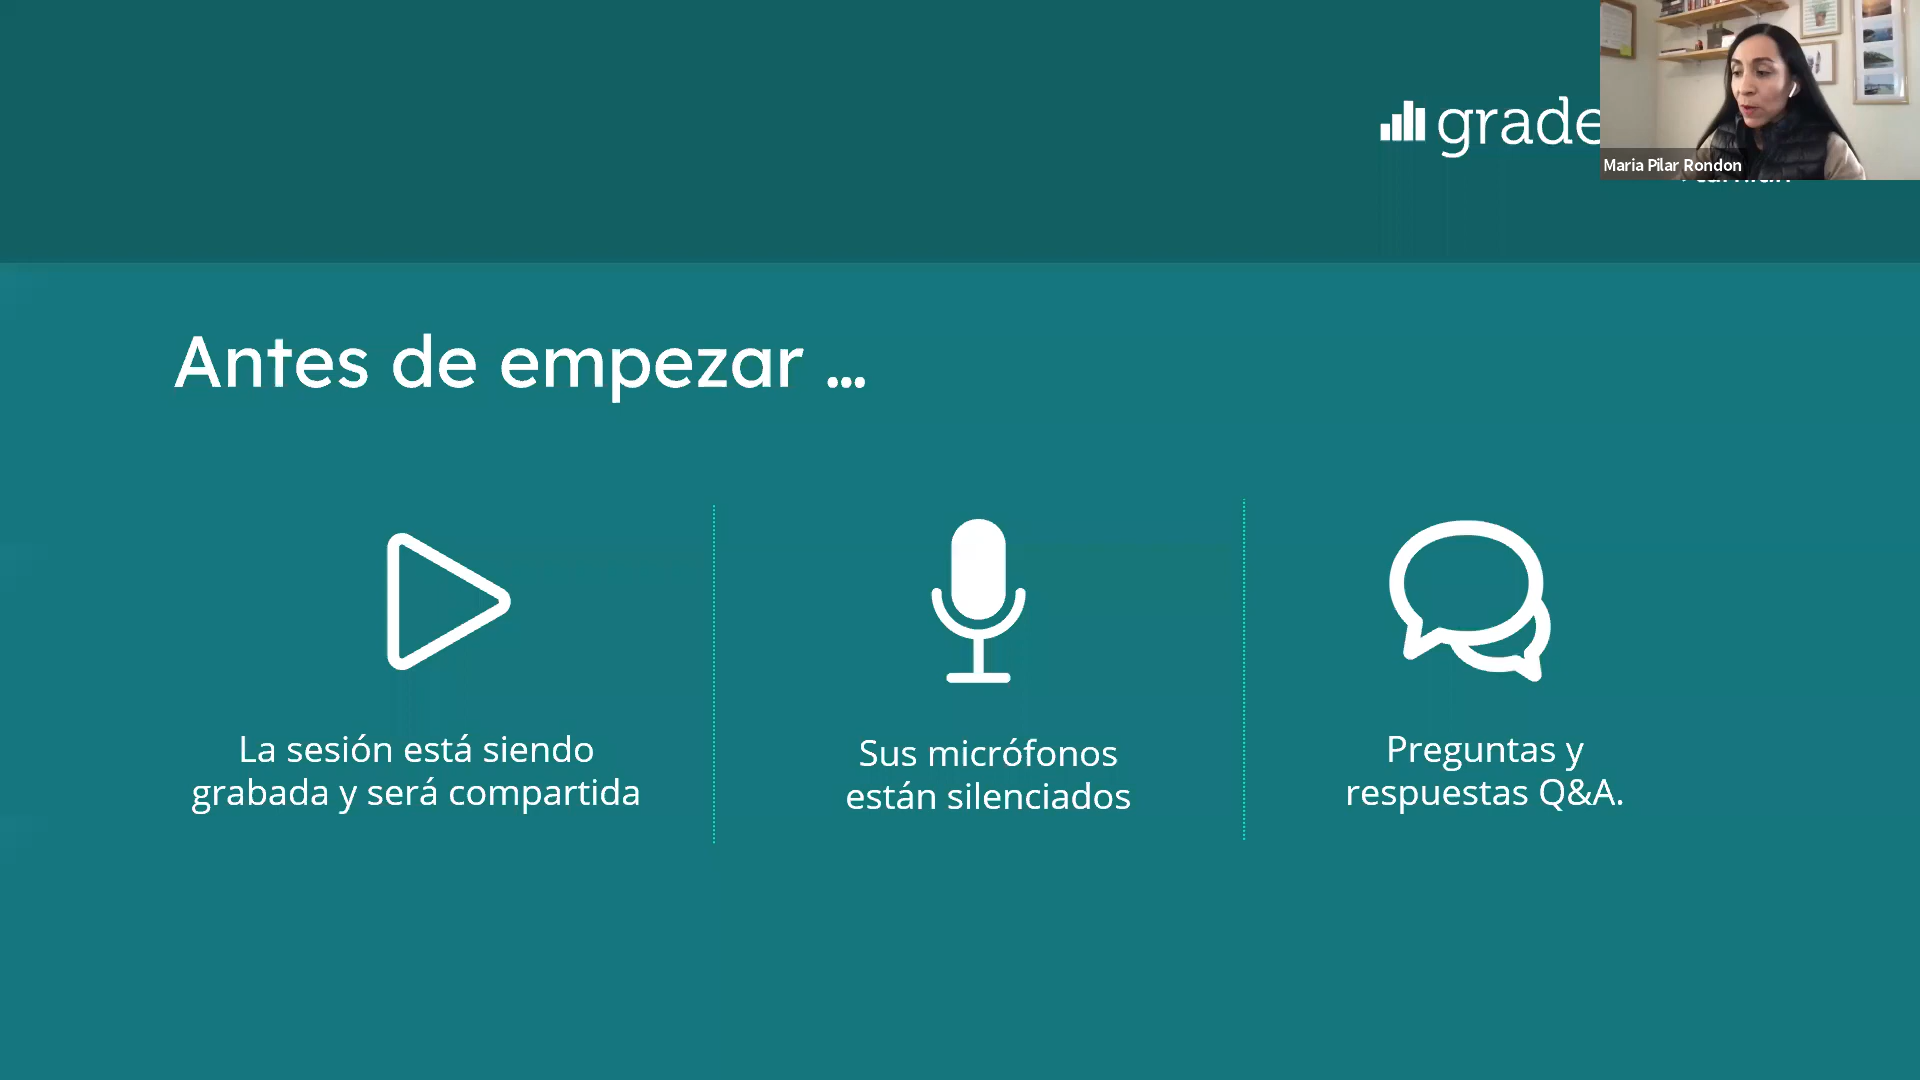 grade
Maria Pilar Rondon
Antes de empezar ...
La sesión está siendo
grabada y será compartida
Sus micrófonos
están silenciados
Preguntas y
respuestas Q&A.